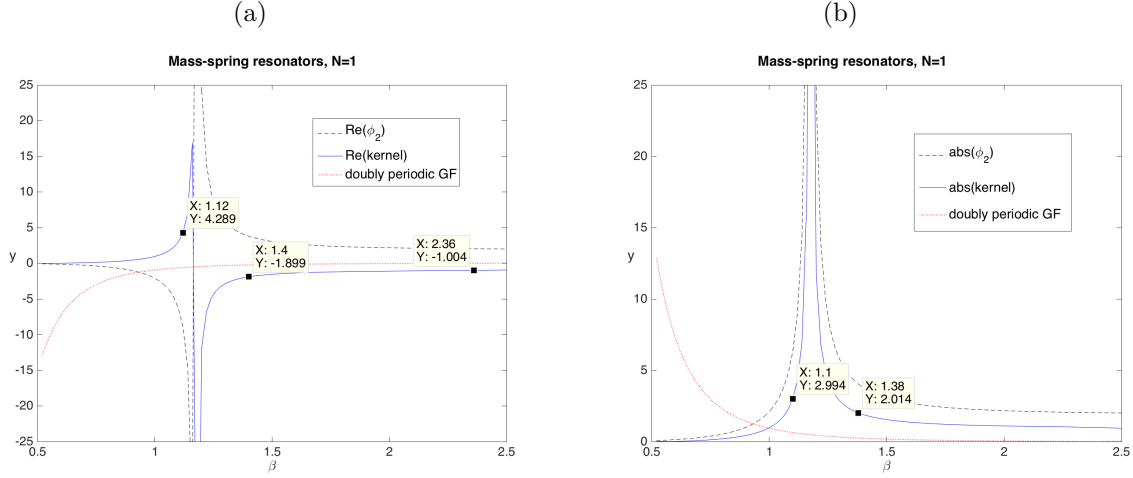 (a)
Mass-spring resonators, N=1
25
20
15
10
5
0
-5
-10
-15
-20
-25
y
0.5
1
1.5
2
2.5
β
Re(ϕ_2)
Re(kernel)
doubly periodic GF
X: 1.12
Y: 4.289
X: 1.4
Y: -1.899
X: 2.36
Y: -1.004
(b)
Mass-spring resonators, N=1
25
20
15
10
5
0
y
0.5
1
1.5
2
2.5
β
abs(ϕ_2)
abs(kernel)
doubly periodic GF
X: 1.1
Y: 2.994
X: 1.38
Y: 2.014